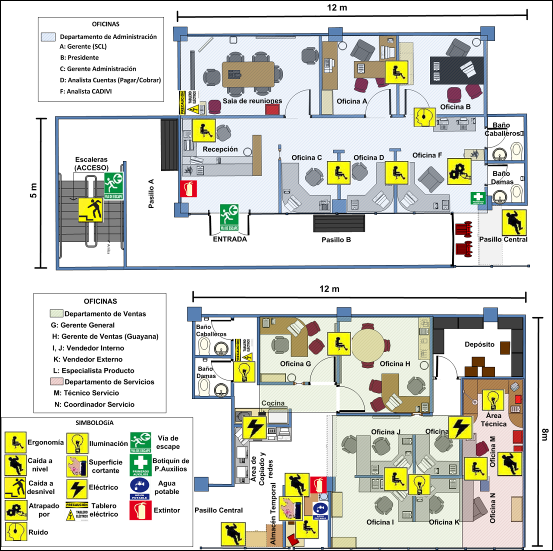 12 m
OFICINAS
Departamento de Administración
A: Gerente (SCL)
B: Presidente
C: Gerente Administración
D: Analista Cuentas (Pagar/Cobrar)
F: Analista CADIVI
Sala de reuniones
Oficina A
Oficina B
Baño
Caballeros
Recepción
Oficina C
Oficina D
Oficina F
Baño
Damas
Escaleras
(ACCESO)
5 m
Pasillo A
ENTRADA
Pasillo B
Pasillo Central
12 m
OFICINAS
Departamento de Ventas
G: Gerente General
H: Gerente de Ventas (Guayana)
I, J: Vendedor Interno
K: Vendedor Externo
L: Especialista Producto
Departamento de Servicios
M: Técnico Servicio
N: Coordinador Servicio
Baño
Caballeros
Baño
Damas
Oficina G
Oficina H
Depósito
8m
Cocina
Área
Técnica
Área de
Copiado y
redes
Oficina J
Oficina M
Oficina N
Oficina I
Oficina K
Pasillo Central
Almacén Temporal
SIMBOLOGÍA
Ergonomía
Iluminación
Vía de
escape
Caída a
nivel
Superficie
cortante
Botiquín de
P.Auxilios
Caída a
desnivel
Eléctrico
Agua
potable
Atrapado
por
Tablero
eléctrico
Extintor
Ruido